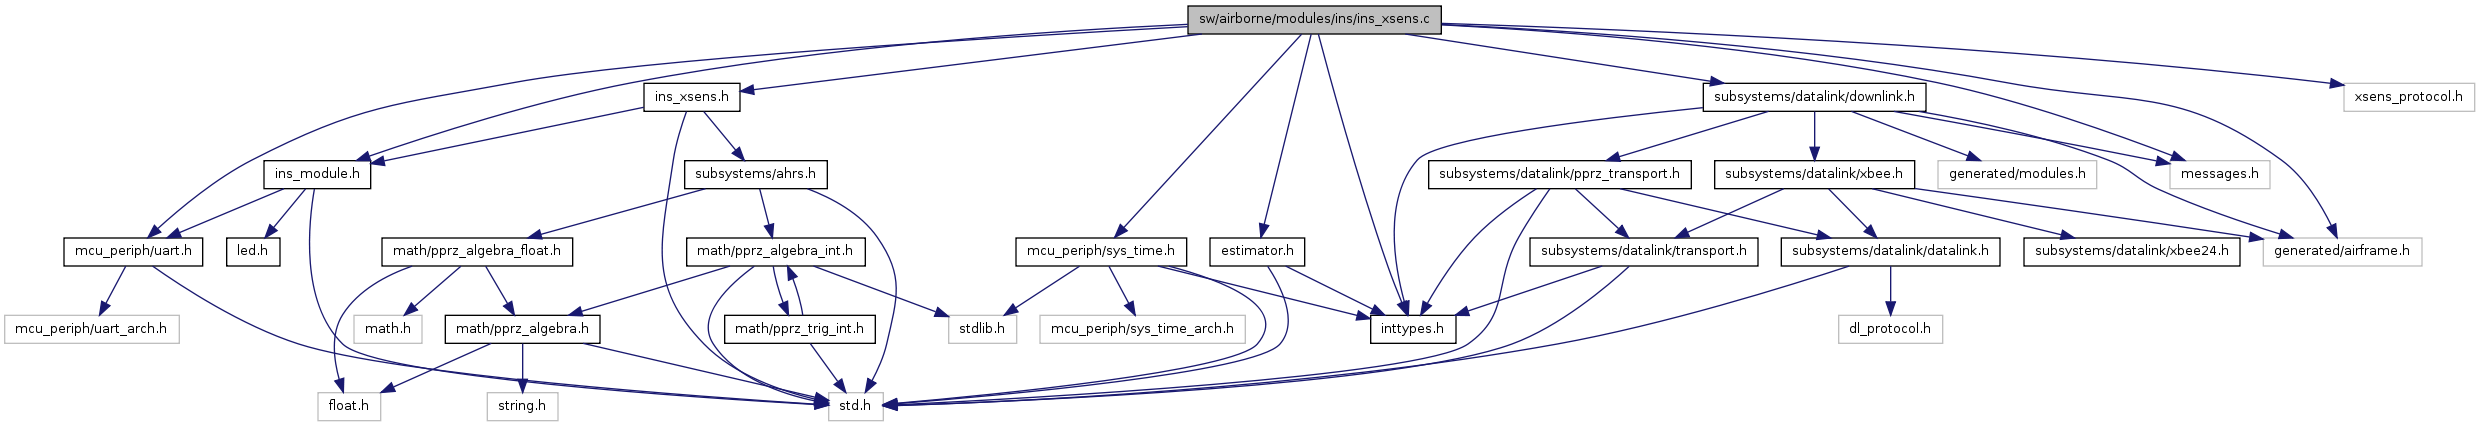 sw/airborne/modules/ins/ins_xsens.c
ins_xsens.h
subsystems/datalink/downlink.h
xsens_protocol.h
ins_module.h
subsystems/ahrs.h
subsystems/datalink/pprz_transport.h
subsystems/datalink/xbee.h
generated/modules.h
messages.h
mcu_periph/uart.h
led.h
math/pprz_algebra_float.h
math/pprz_algebra_int.h
mcu_periph/sys_time.h
estimator.h
subsystems/datalink/transport.h
subsystems/datalink/datalink.h
subsystems/datalink/xbee24.h
generated/airframe.h
mcu_periph/uart_arch.h
math.h
math/pprz_algebra.h
math/pprz_trig_int.h
stdlib.h
mcu_periph/sys_time_arch.h
inttypes.h
dl_protocol.h
float.h
string.h
std.h